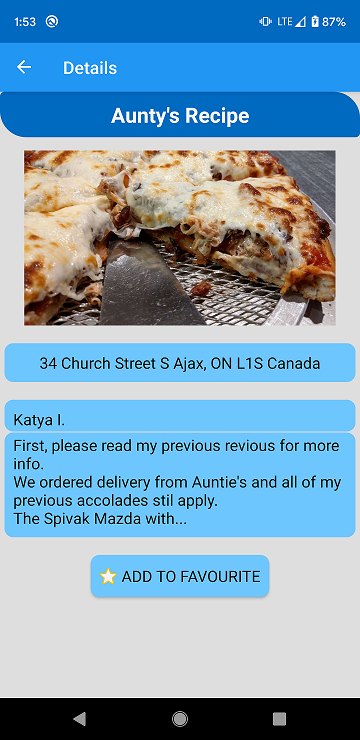 1:53 LTE 87%
Details
Aunty's Recipe
34 Church Street S Ajax, ON L1S Canada
Katya I.
First, please read my previous revious for more
info.
We ordered delivery from Auntie's and all of my
previous accolades stil apply.
The Spivak Mazda with...
ADD TO FAVOURITE